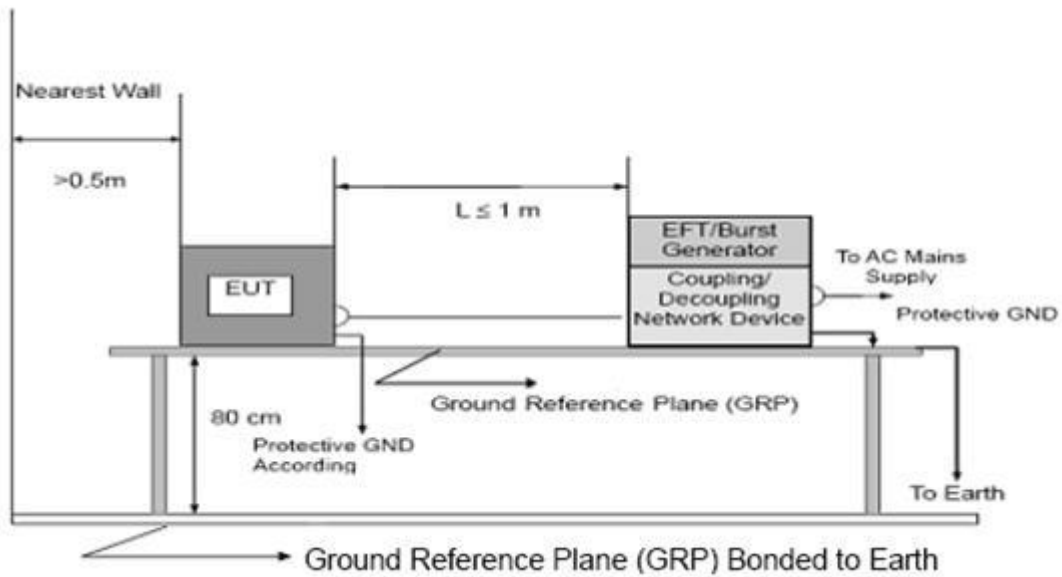 Nearest Wall
>0.5m
L ≤ 1 m
EFT/Burst
Generator
To AC Mains
Supply
EUT
Coupling/
Decoupling
Network Device
Protective GND
Ground Reference Plane (GRP)
80 cm
Protective GND
According
To Earth
Ground Reference Plane (GRP) Bonded to Earth